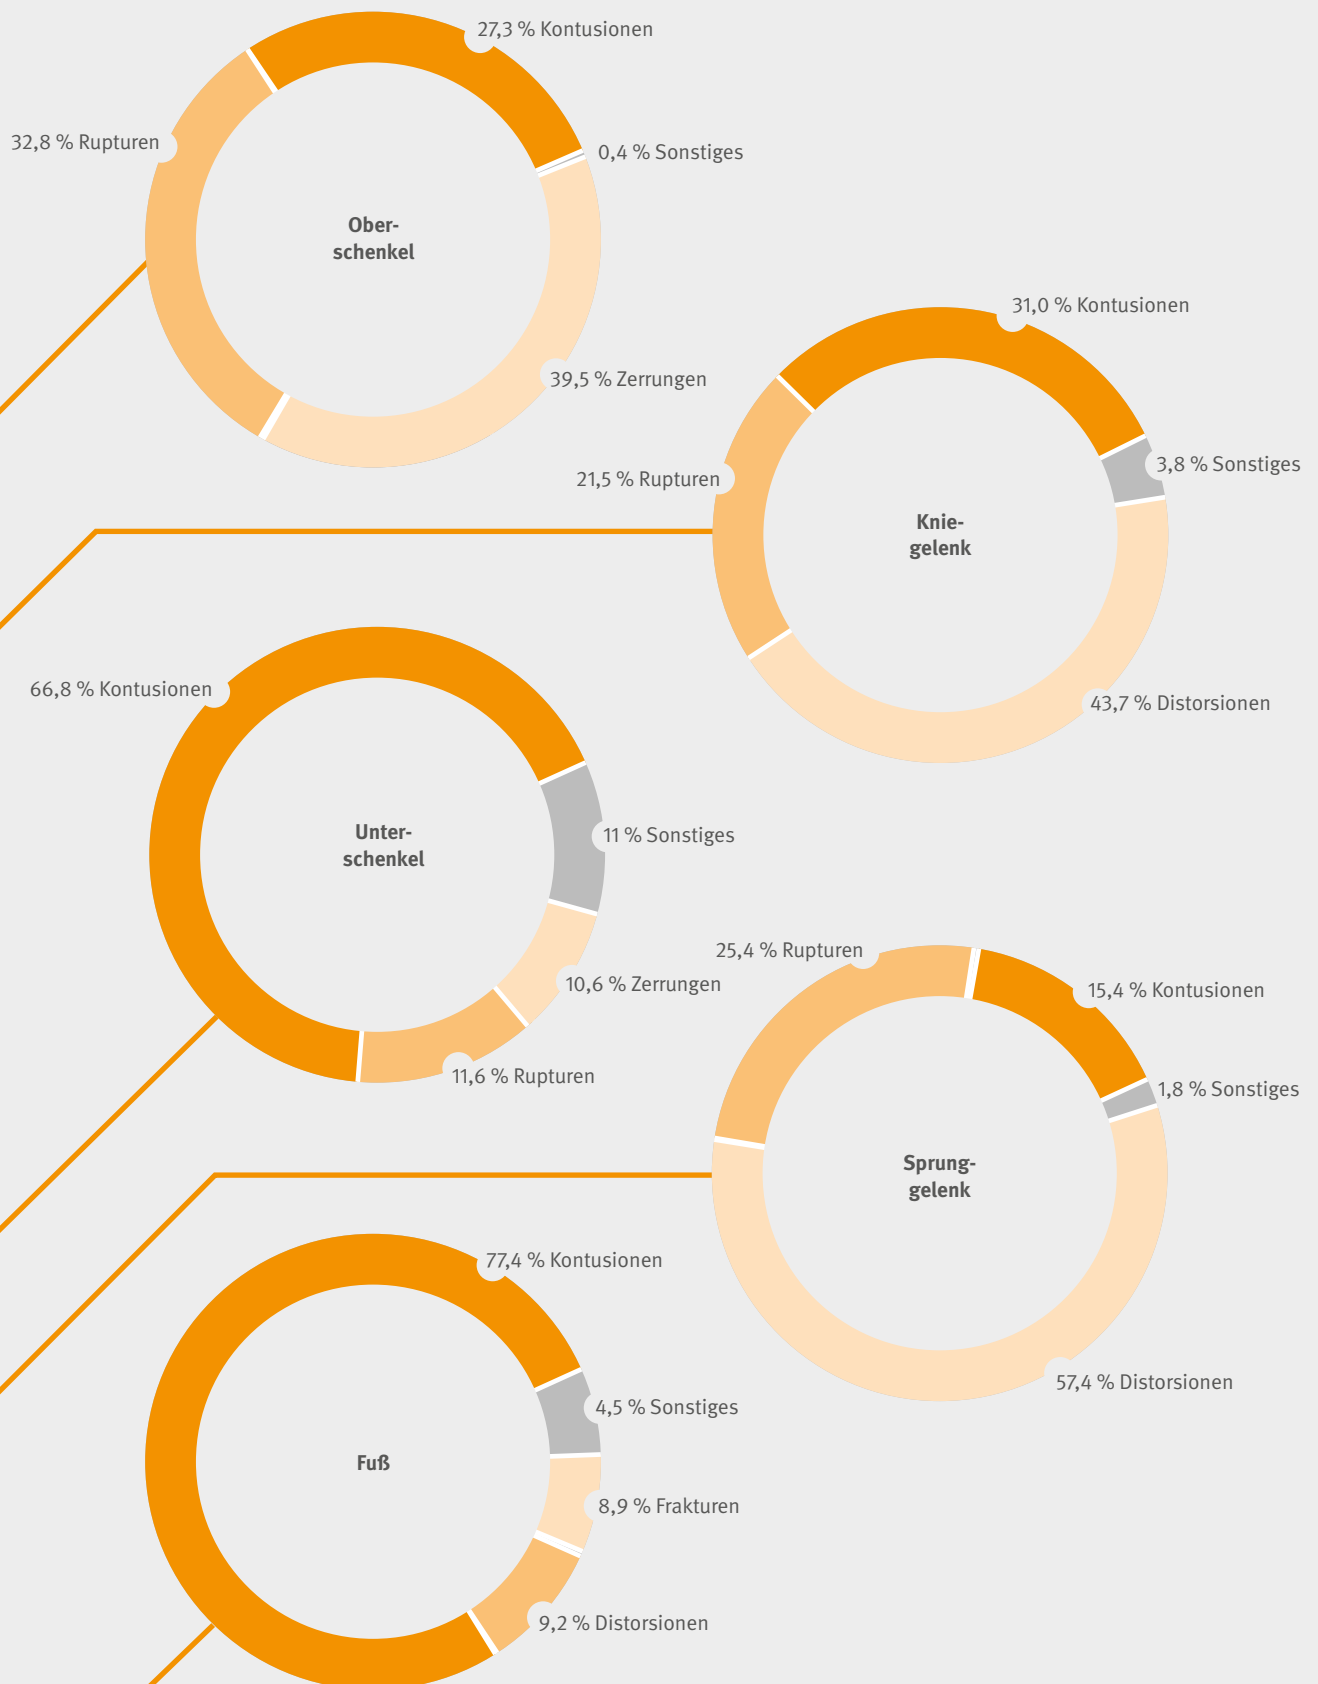 27,3 % Kontusionen
32,8 % Rupturen
0,4 % Sonstiges
Ober-
schenkel
39,5 % Zerrungen
31,0 % Kontusionen
3,8 % Sonstiges
21,5 % Rupturen
Knie-
gelenk
43,7 % Distorsionen
66,8 % Kontusionen
Unter-
schenkel
11 % Sonstiges
10,6 % Zerrungen
11,6 % Rupturen
25,4 % Rupturen
15,4 % Kontusionen
1,8 % Sonstiges
Sprung-
gelenk
57,4 % Distorsionen
77,4 % Kontusionen
4,5 % Sonstiges
Fuß
8,9 % Frakturen
9,2 % Distorsionen